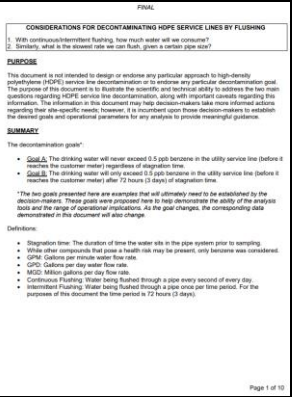 FINAL
CONSIDERATIONS FOR DECONTAMINATING HDPE SERVICE LINES BY FLUSHING
1. With continuous/intermittent flushing, how much water will we consume?
2. Similarly, what is the slowest rate we can flush, given a certain pipe size?
PURPOSE
This document is not intended to design or endorse any particular approach to high-density
polyethylene (HDPE) service line decontamination or to endorse any particular decontamination goal.
The purpose of this document is to illustrate the scientific and technical ability to address the two main
questions regarding HDPE service line decontamination, along with important caveats regarding this
information. The information in this document may help decision-makers take more informed actions
regarding their site-specific needs; however, it is incumbent upon those decision-makers to establish
the desired goals and operational parameters for any analysis to provide meaningful guidance.
SUMMARY
The decontamination goals*:
• Goal A: The drinking water will never exceed 0.5 ppb benzene in the utility service line (before it
reaches the customer meter) regardless of stagnation time.
• Goal B: The drinking water will only exceed 0.5 ppb benzene in the utility service line (before it
reaches the customer meter) after 72 hours (3 days) of stagnation time.
*The two goals presented here are examples that will ultimately need to be established by the
decision-makers. These goals were proposed here to help demonstrate the ability of the analysis
tools and the range of operational implications. As the goal changes, the corresponding data
demonstrated in this document will also change.
Definitions:
• Stagnation time: The duration of time the water sits in the pipe system prior to sampling.
• While other compounds that pose a health risk may be present, only benzene was considered.
• GPM: Gallons per minute water flow rate.
• GPD: Gallons per day water flow rate.
• MGD: Million gallons per day flow rate.
• Continuous Flushing: Water being flushed through a pipe every second of every day.
• Intermittent Flushing: Water being flushed through a pipe once per time period. For the
purposes of this document the time period is 72 hours (3 days).
Page 1 of 10